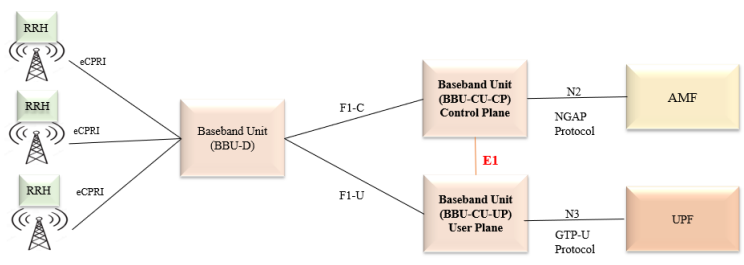 RRH
eCPRI
RRH
eCPRI
RRH
eCPRI
Baseband Unit
(BBU-D)
F1-C
F1-U
Baseband Unit
(BBU-CU-CP)
Control Plane
E1
Baseband Unit
(BBU-CU-UP)
User Plane
N2
NGAP
Protocol
AMF
N3
GTP-U
Protocol
UPF